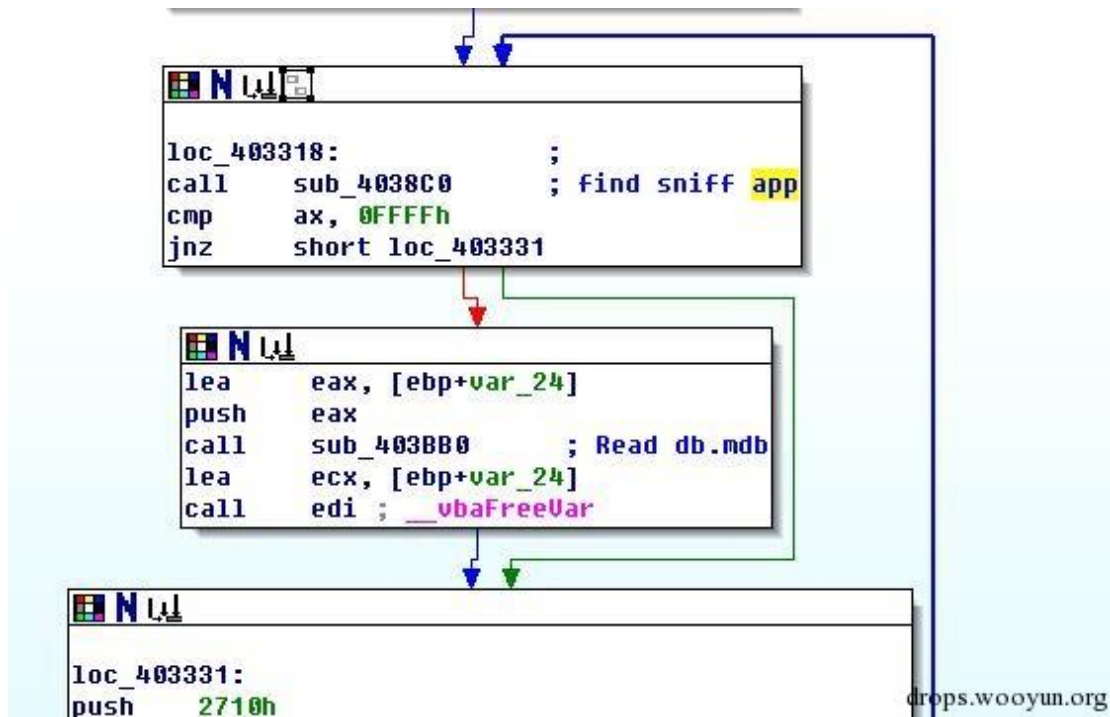 N
loc_403318: ;
call sub_4038C0 ; find sniff app
cmp ax, 0FFFFh
jnz short loc_403331
N
lea eax, [ebp+var_24]
push eax
call sub_403BB0 ; Read db.mdb
lea ecx, [ebp+var_24]
call edi ; __vbaFreeVar
N
loc_403331:
push 2710h
drops.wooyun.org